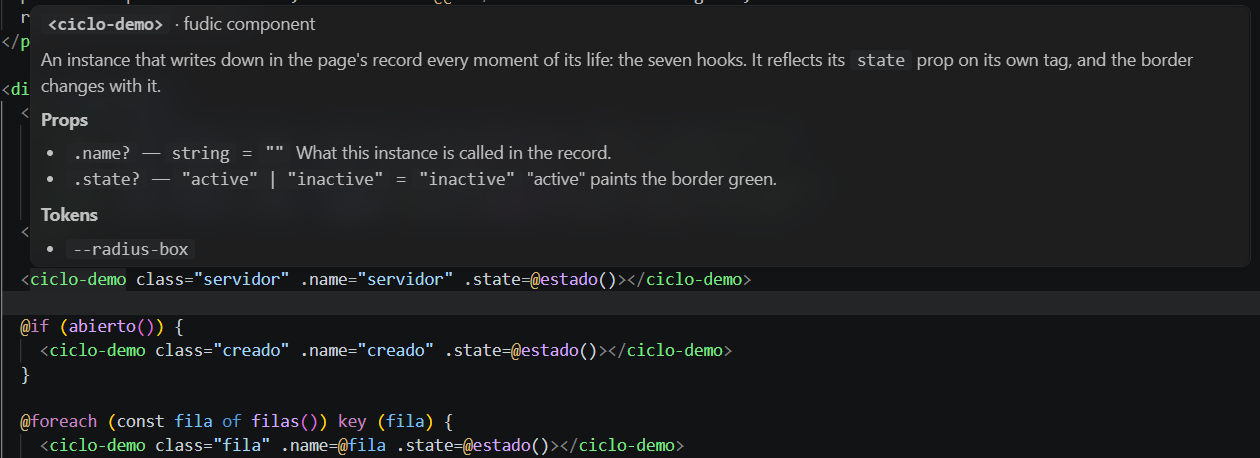 <ciclo-demo> · fudic component
An instance that writes down in the page's record every moment of its life: the seven hooks. It reflects its state prop on its own tag, and the border
changes with it.
Props
• .name? — string = "" What this instance is called in the record.
• .state? — "active" | "inactive" = "inactive" "active" paints the border green.
Tokens
• --radius-box
r
</p
<di
<
<
<ciclo-demo class="servidor" .name="servidor" .state=@estado()></ciclo-demo>
@if (abierto()) {
<ciclo-demo class="creado" .name="creado" .state=@estado()></ciclo-demo>
}
@foreach (const fila of filas()) key (fila) {
<ciclo-demo class="fila" .name=@fila .state=@estado()></ciclo-demo>